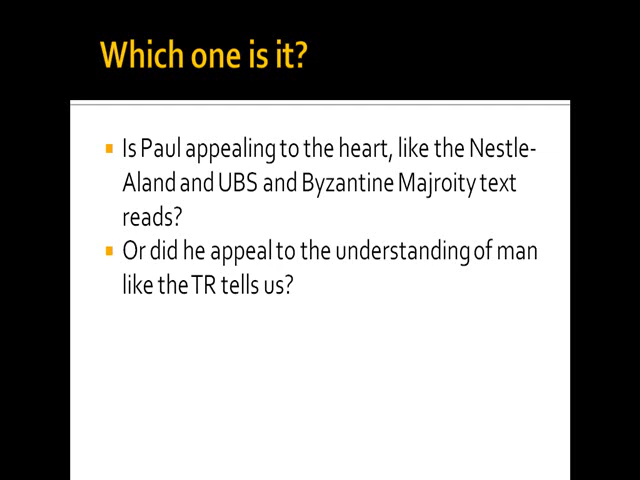 Which one is it?
Is Paul appealing to the heart, like the Nestle-
Aland and UBS and Byzantine Majroity text
reads?
Or did he appeal to the understanding of man
like the TR tells us?